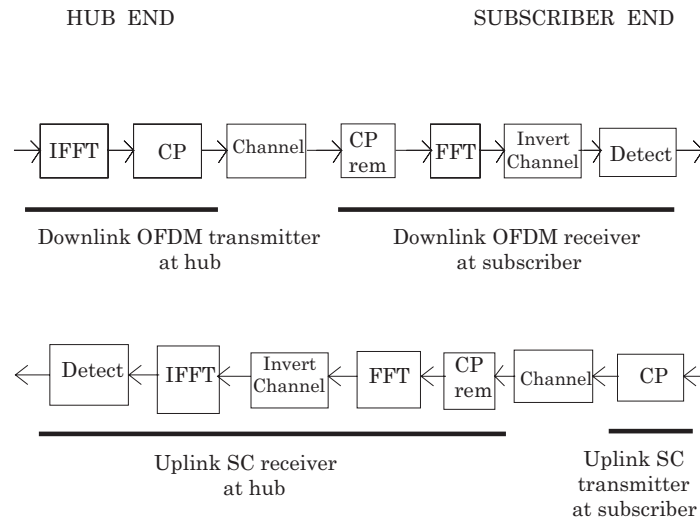 HUB END
SUBSCRIBER END
IFFT
CP
Channel
CP
rem
FFT
Invert
Channel
Detect
Downlink OFDM transmitter
at hub
Downlink OFDM receiver
at subscriber
Detect
IFFT
Invert
Channel
FFT
CP
rem
Channel
CP
Uplink SC receiver
at hub
Uplink SC
transmitter
at subscriber